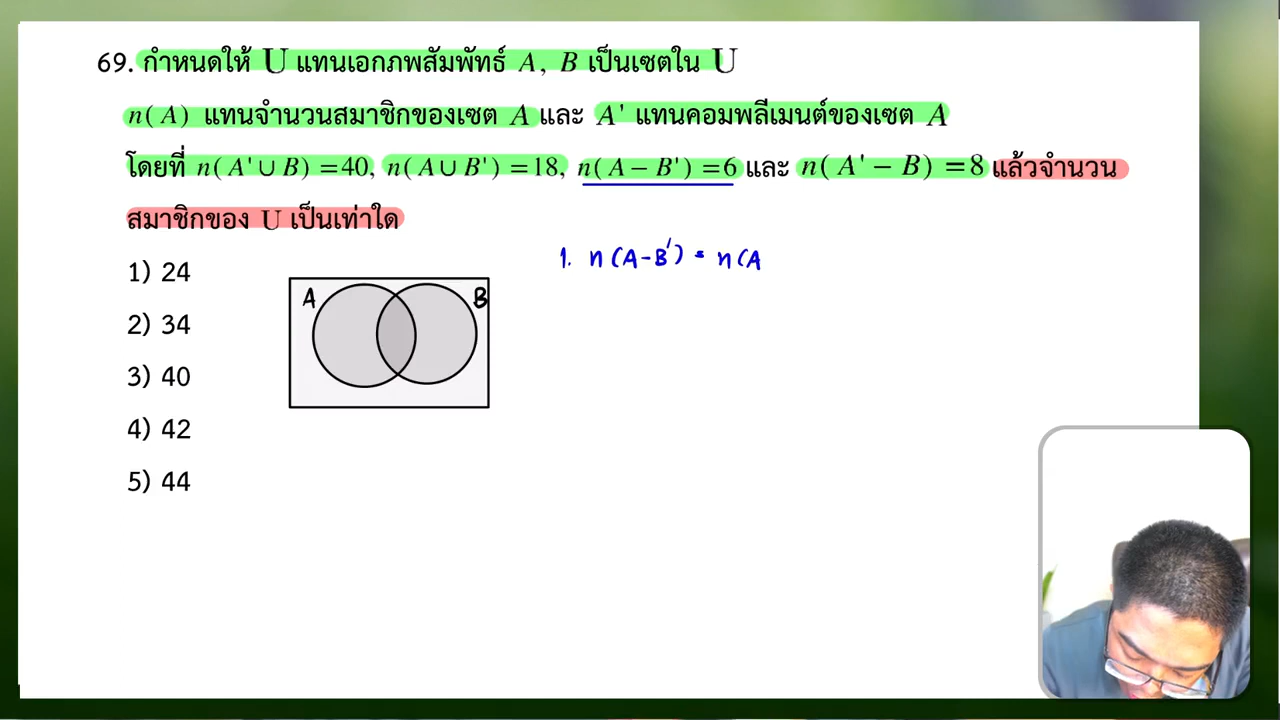 69. กำหนดให้ U แทนเอกภพสัมพัทธ์ A, B เป็นเซตใน U
n(A) แทนจำนวนสมาชิกของเซต A และ A' แทนคอมพลีเมนต์ของเซต A
โดยที่ n(A'∪B)=40, n(A∪B')=18, n(A−B')=6 และ n(A'−B)=8 แล้วจำนวน
สมาชิกของ U เป็นเท่าใด
1. n(A-B') = n(A
1) 24
A B
2) 34
3) 40
4) 42
5) 44